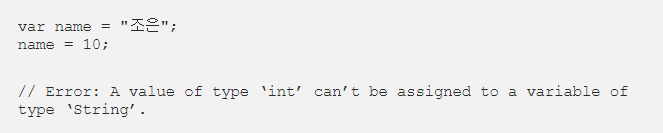 var name = "조은";
name = 10;
// Error: A value of type ‘int’ can’t be assigned to a variable of
type ‘String’.